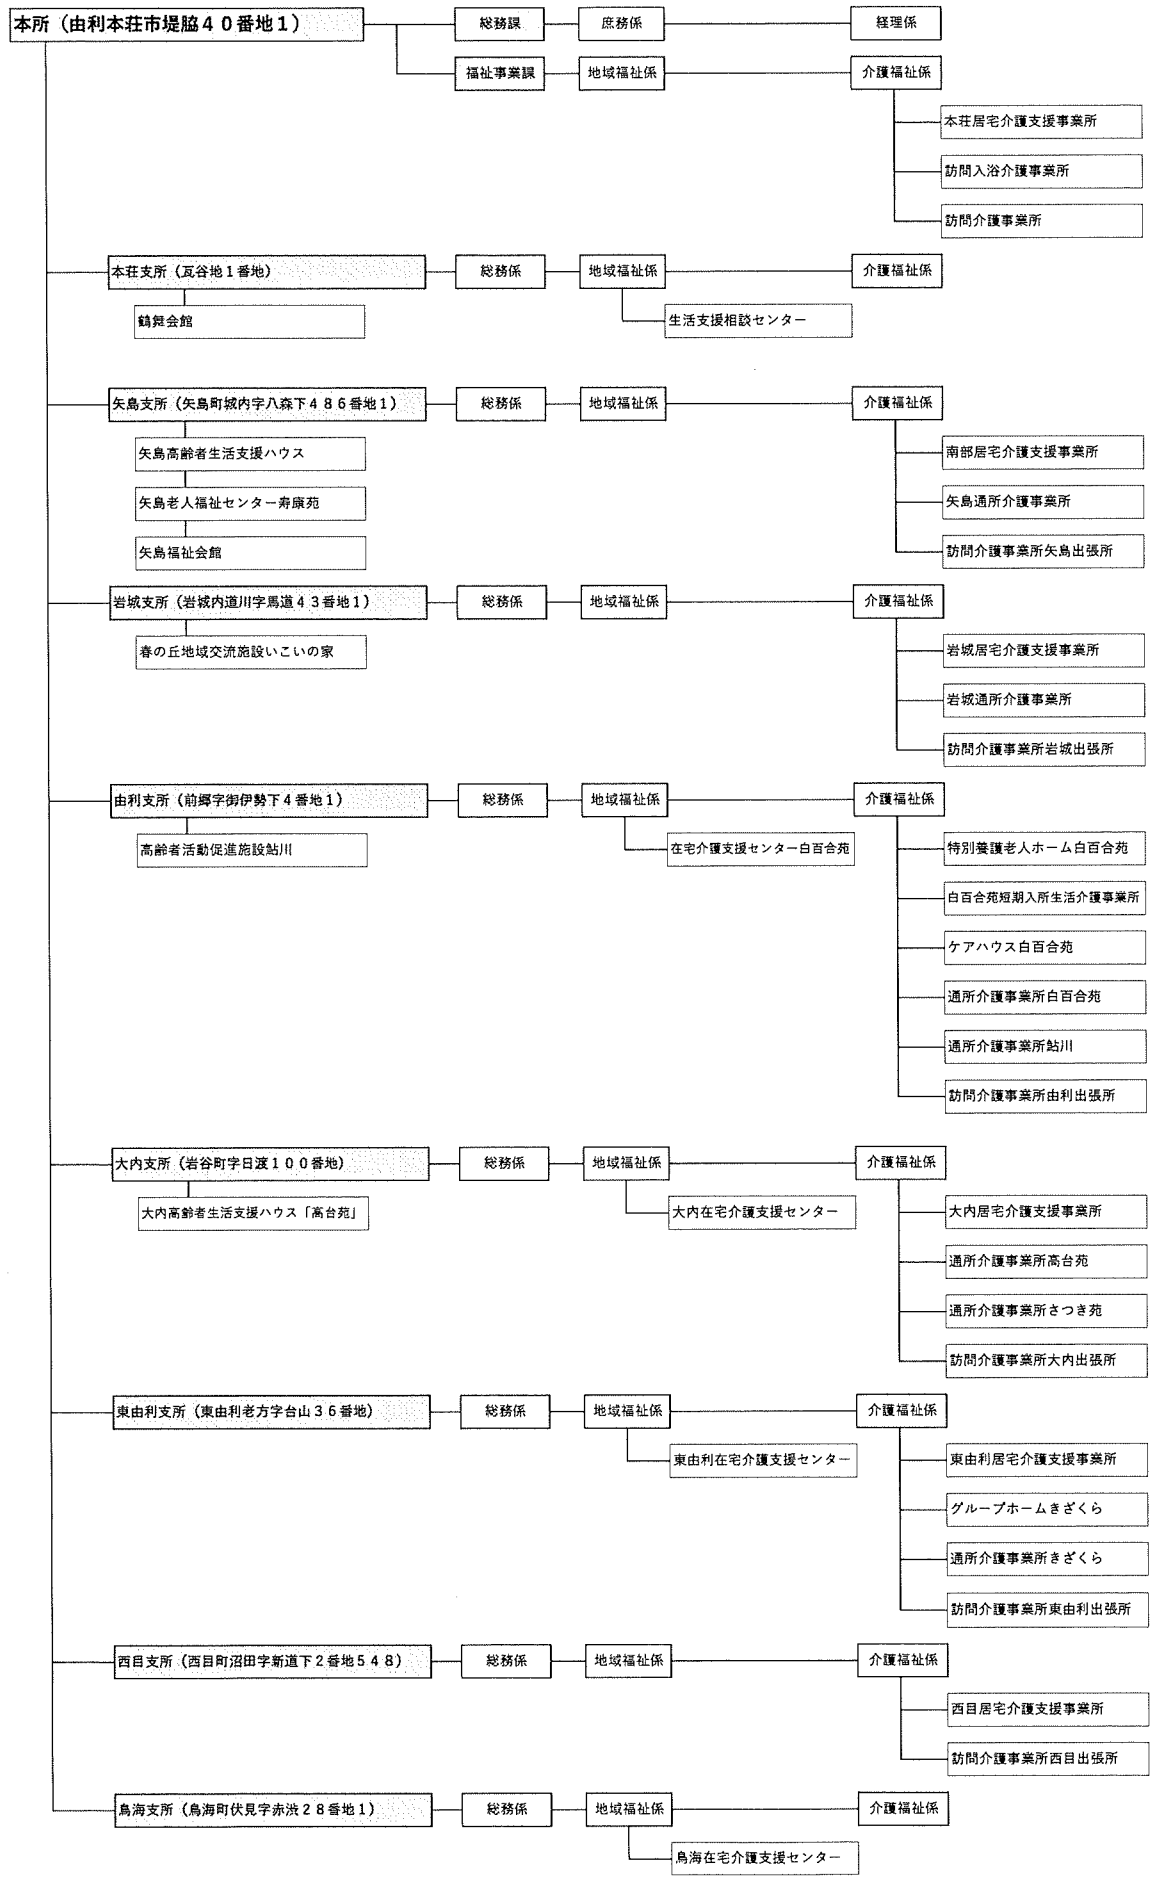 本所（由利本荘市堤脇４０番地１）
総務課
庶務係
経理係
福祉事業課
地域福祉係
介護福祉係
本荘居宅介護支援事業所
訪問入浴介護事業所
訪問介護事業所
本荘支所（瓦谷地１番地）
総務係
地域福祉係
介護福祉係
鶴舞会館
生活支援相談センター
矢島支所（矢島町城内字八森下４８６番地１）
総務係
地域福祉係
介護福祉係
矢島高齢者生活支援ハウス
南部居宅介護支援事業所
矢島老人福祉センター寿康苑
矢島通所介護事業所
矢島福祉会館
訪問介護事業所矢島出張所
岩城支所（岩城内道川字馬道４３番地１）
総務係
地域福祉係
介護福祉係
春の丘地域交流施設いこいの家
岩城居宅介護支援事業所
岩城通所介護事業所
訪問介護事業所岩城出張所
由利支所（前郷字御伊勢下４番地１）
総務係
地域福祉係
介護福祉係
高齢者活動促進施設鮎川
在宅介護支援センター白百合苑
特別養護老人ホーム白百合苑
白百合苑短期入所生活介護事業所
ケアハウス白百合苑
通所介護事業所白百合苑
通所介護事業所鮎川
訪問介護事業所由利出張所
大内支所（岩谷町字日渡１００番地）
総務係
地域福祉係
介護福祉係
大内高齢者生活支援ハウス「高台苑」
大内在宅介護支援センター
大内居宅介護支援事業所
通所介護事業所高台苑
通所介護事業所さつき苑
訪問介護事業所大内出張所
東由利支所（東由利老方字台山３６番地）
総務係
地域福祉係
介護福祉係
東由利在宅介護支援センター
東由利居宅介護支援事業所
グループホームきざくら
通所介護事業所きざくら
訪問介護事業所東由利出張所
西目支所（西目町沼田字新道下２番地５４８）
総務係
地域福祉係
介護福祉係
西目居宅介護支援事業所
訪問介護事業所西目出張所
鳥海支所（鳥海町伏見字赤渋２８番地１）
総務係
地域福祉係
介護福祉係
鳥海在宅介護支援センター